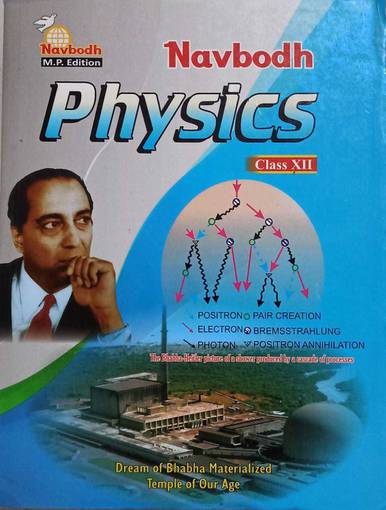 Navbodh
M.P. Edition
Navbodh
Physics
Class XII
POSITRON PAIR CREATION
ELECTRON BREMSSTRAHLUNG
PHOTON POSITRON ANNIHILATION
The Bhabha-Heitler picture of a shower produced by a cascade of processes
Dream of Bhabha Materialized
Temple of Our Age